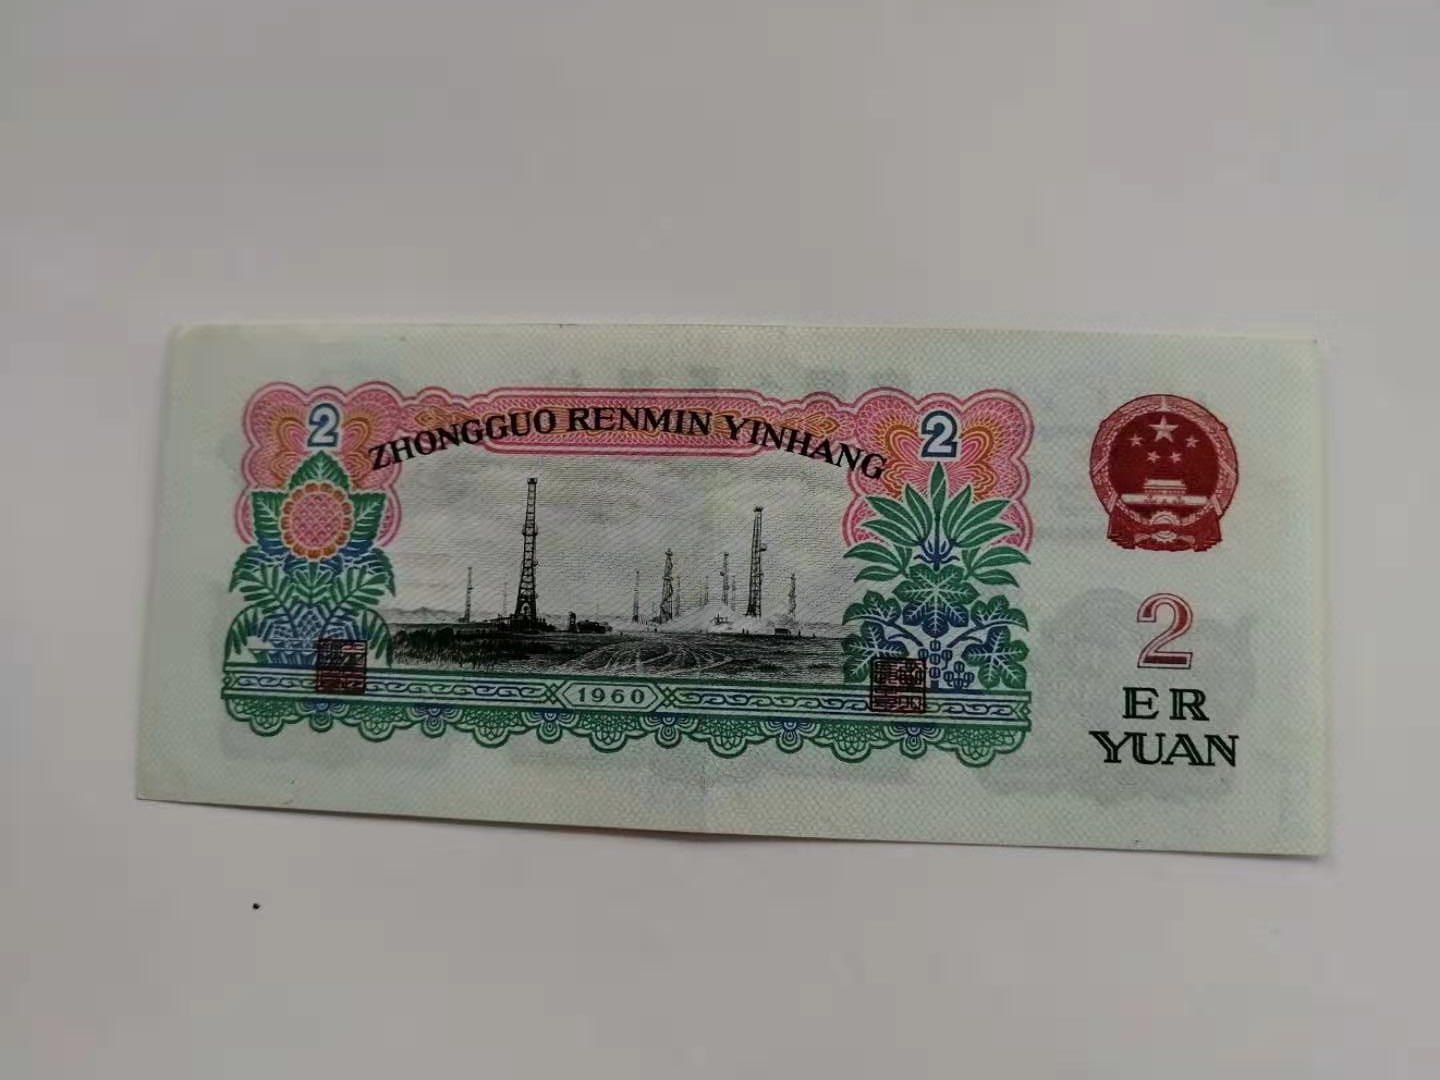 2 ZHONGGUO RENMIN YINHANG 2
1960
2
ER
YUAN